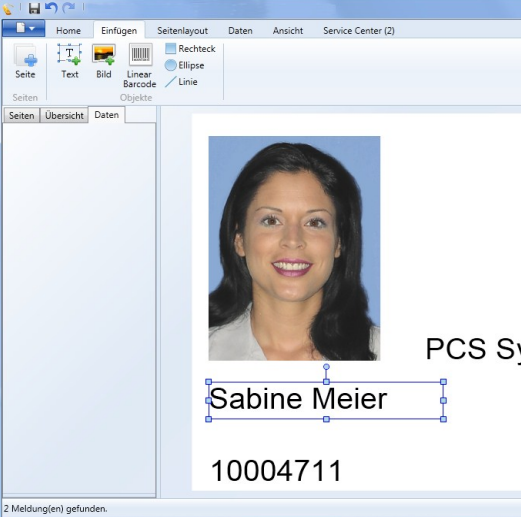 Home Einfügen Seitenlayout Daten Ansicht Service Center (2)
Seite Text Bild Linear Barcode Rechteck
Ellipse
Linie
Seiten Objekte
Seiten Übersicht Daten
PCS Sy
Sabine Meier
10004711
2 Meldung(en) gefunden.